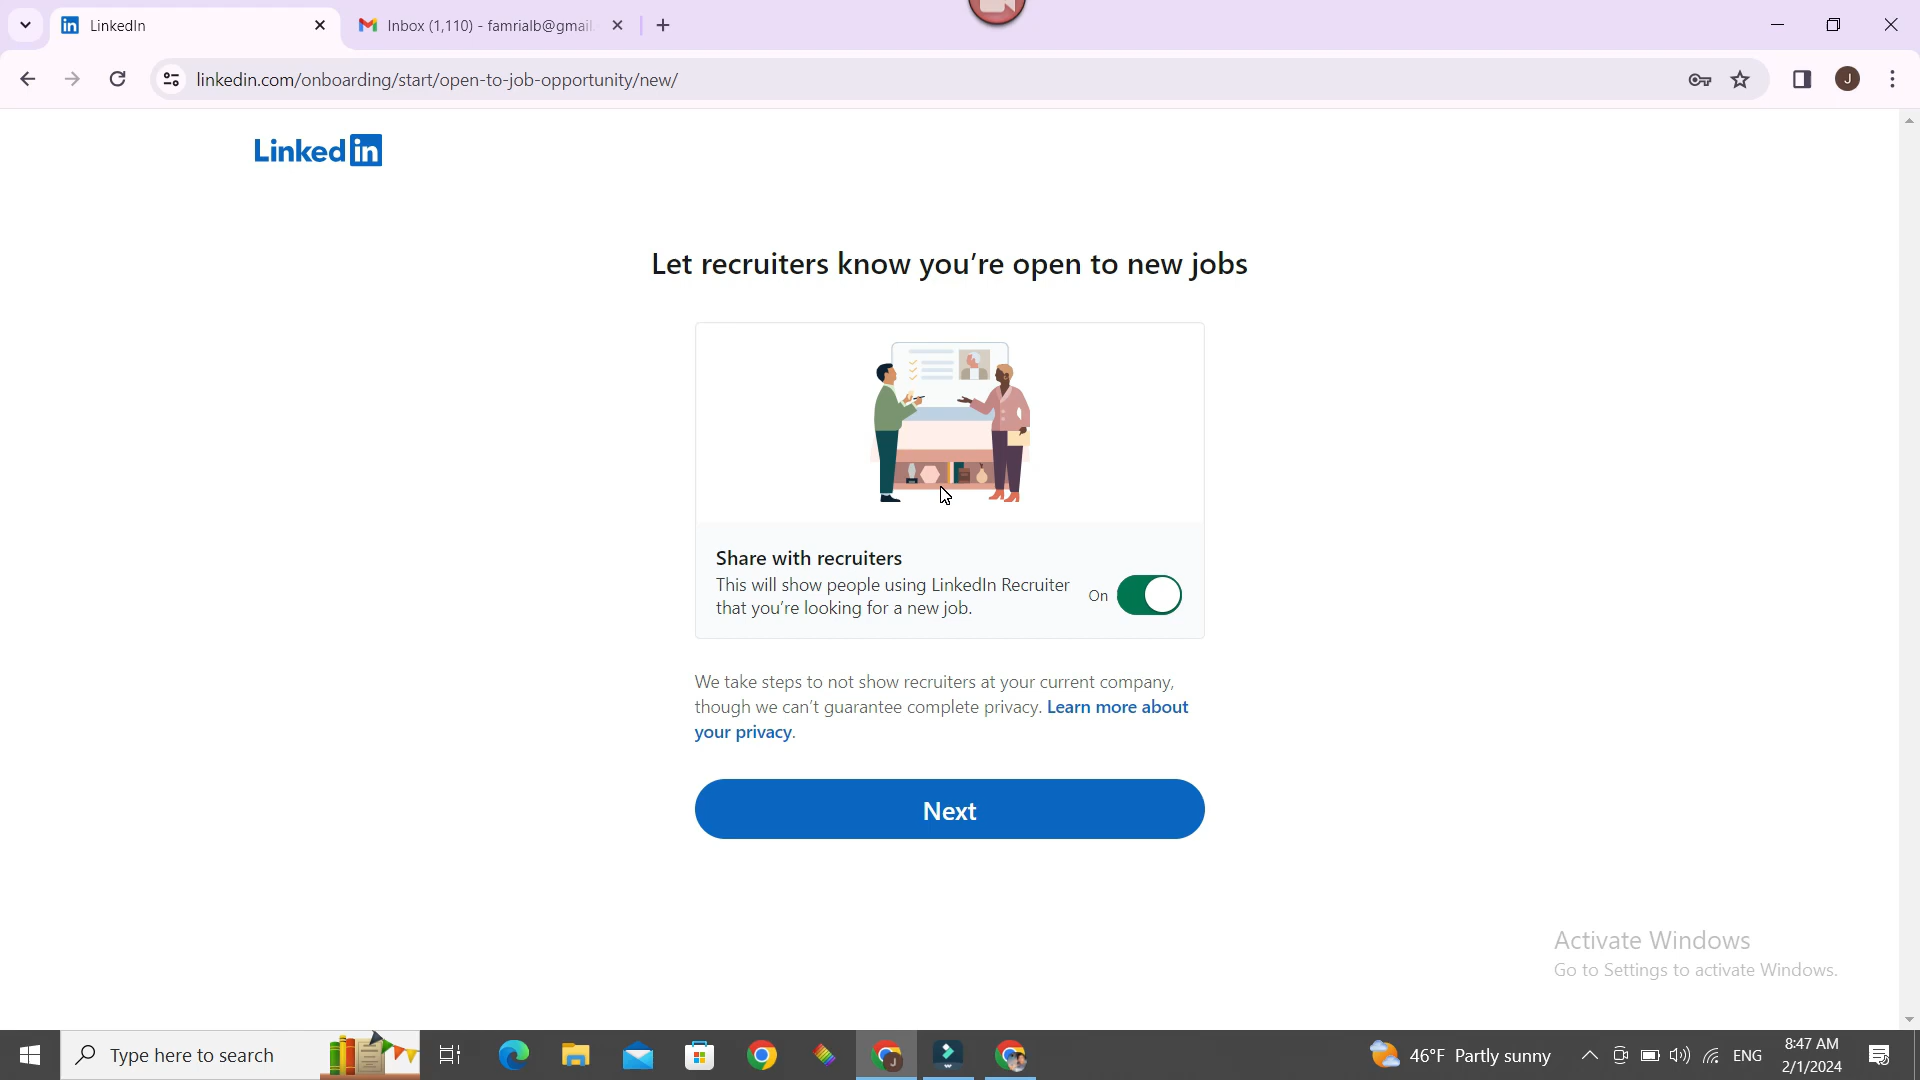 LinkedIn
Inbox (1,110) - famrialb@gmail.
linkedin.com/onboarding/start/open-to-job-opportunity/new/
J
Linked in
Let recruiters know you're open to new jobs
Share with recruiters
This will show people using LinkedIn Recruiter
that you're looking for a new job.
On
We take steps to not show recruiters at your current company,
though we can't guarantee complete privacy. Learn more about
your privacy.
Next
Activate Windows
Go to Settings to activate Windows.
Type here to search
46°F Partly sunny
ENG
8:47 AM
2/1/2024